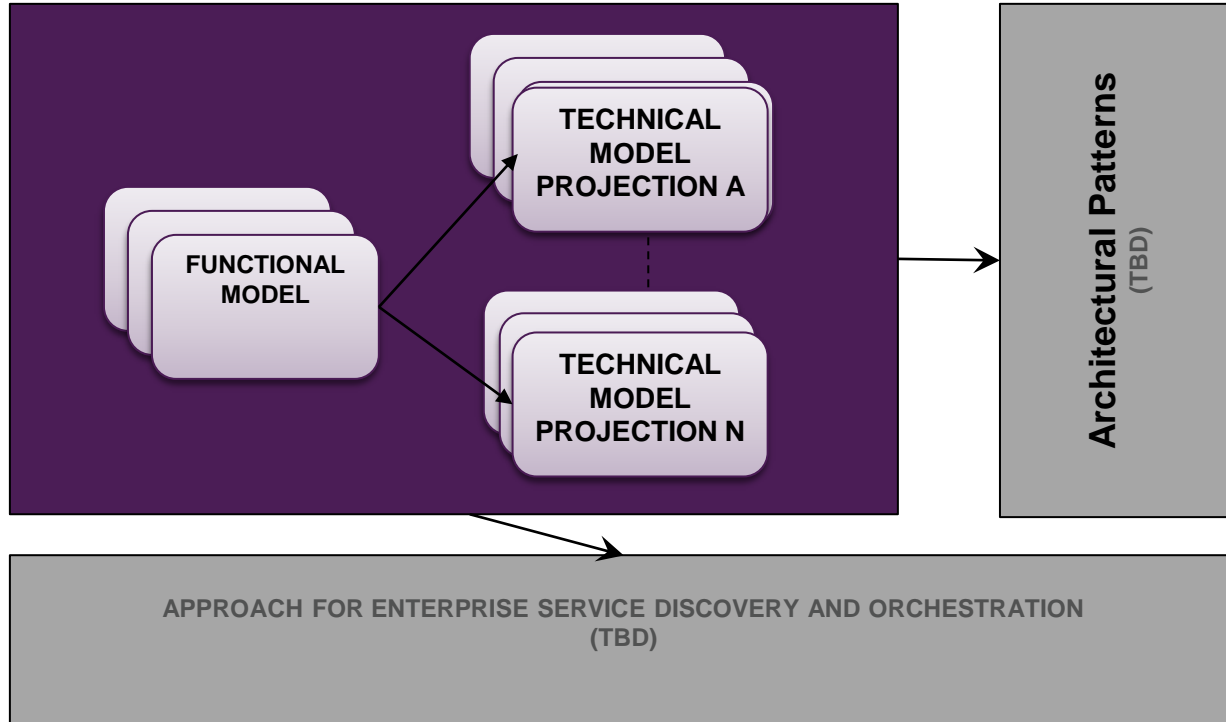 TECHNICAL
MODEL
PROJECTION A
FUNCTIONAL
MODEL
TECHNICAL
MODEL
PROJECTION N
Architectural Patterns
(TBD)
APPROACH FOR ENTERPRISE SERVICE DISCOVERY AND ORCHESTRATION
(TBD)